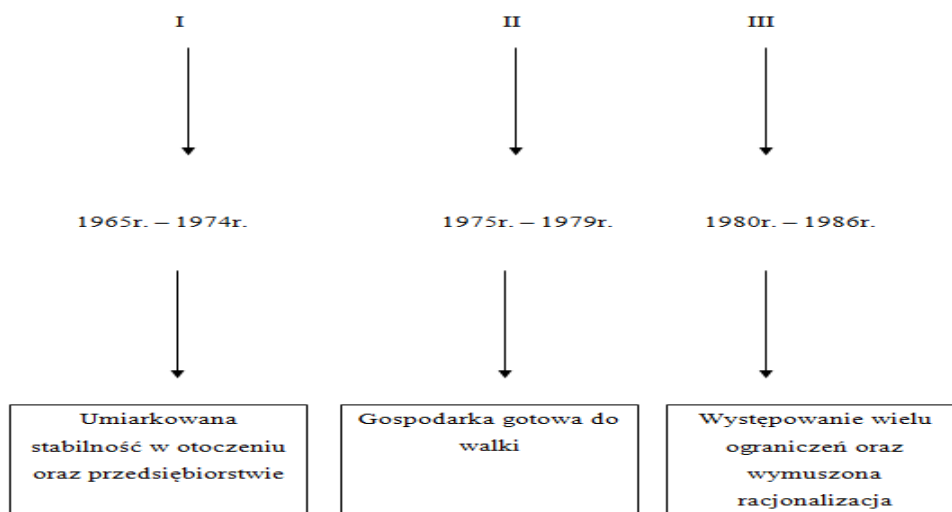 I II III
1965r. – 1974r. 1975r. – 1979r. 1980r. – 1986r.
Umiarkowana
stabilność w otoczeniu
oraz przedsiębiorstwie
Gospodarka gotowa do
walki
Występowanie wielu
ograniczeń oraz
wymuszona
racjonalizacja